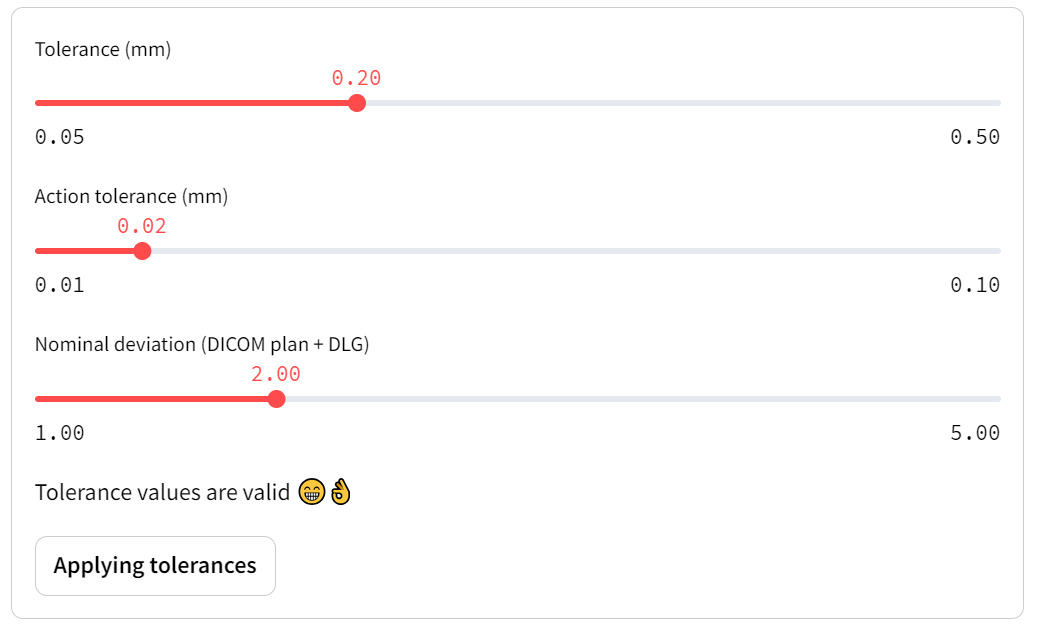 Tolerance (mm)
0.20
0.05 0.50
Action tolerance (mm)
0.02
0.01 0.10
Nominal deviation (DICOM plan + DLG)
2.00
1.00 5.00
Tolerance values are valid 😁👌
Applying tolerances